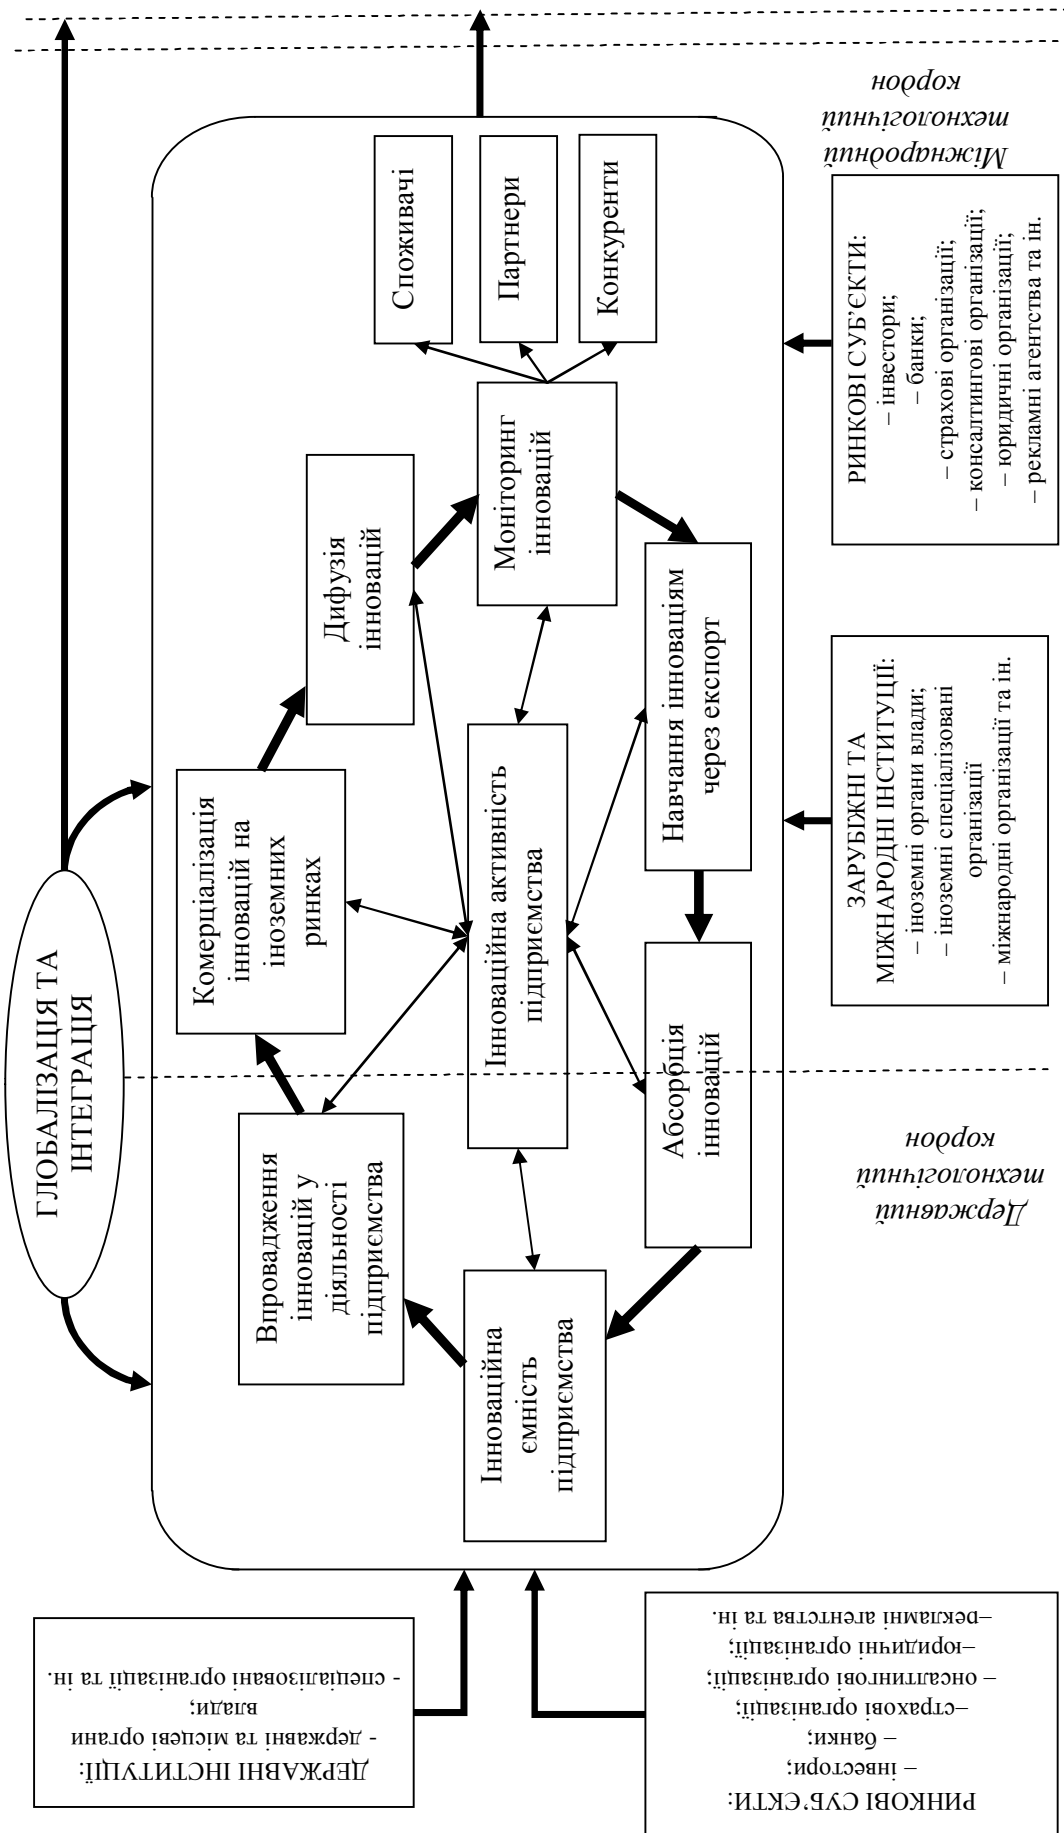 ГЛОБАЛІЗАЦІЯ ТА
ІНТЕГРАЦІЯ
ДЕРЖАВНІ ІНСТИТУЦІЇ:
- державні та місцеві органи
влади;
- спеціалізовані організації та ін.
РИНКОВІ СУБ’ЄКТИ:
– інвестори;
– банки;
–страхові організації;
– онсалтингові організації;
–юридичні організації;
–рекламні агентства та ін.
Впровадження
інновацій у
діяльності
підприємства
Комерціалізація
інновацій на
іноземних
ринках
Дифузія
інновацій
Інноваційна
ємність
підприємства
Інноваційна активність
підприємства
Моніторинг
інновацій
Споживачі
Партнери
Конкуренти
Абсорбція
інновацій
Навчання інноваціям
через експорт
Державний
технологічний
кордон
ЗАРУБІЖНІ ТА
МІЖНАРОДНІ ІНСТИТУЦІЇ:
– іноземні органи влади;
– іноземні спеціалізовані
організації
– міжнародні організації та ін.
РИНКОВІ СУБ’ЄКТИ:
– інвестори;
– банки;
– страхові організації;
– консалтингові організації;
– юридичні організації;
– рекламні агентства та ін.
Міжнародний
технологічний
кордон